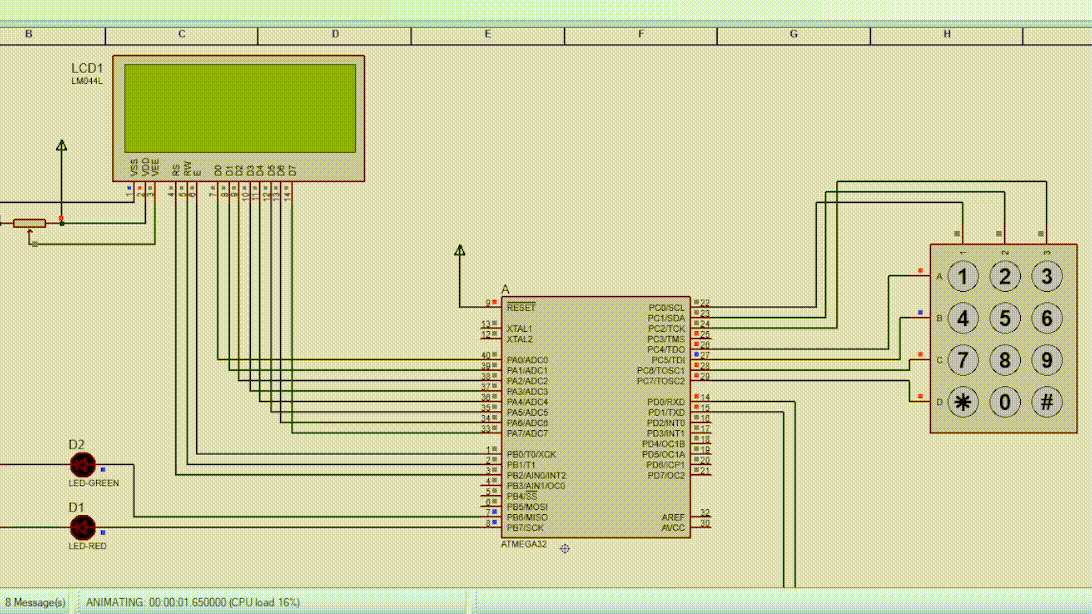 B C D E F G H
LCD1
LM044L
VSS VDD VEE RS RW E D0 D1 D2 D3 D4 D5 D6 D7
1 2 3 4 5 6 7 8 9 10 11 12 13 14
A
9 RESET
13 XTAL1
12 XTAL2
40 PA0/ADC0
39 PA1/ADC1
38 PA2/ADC2
37 PA3/ADC3
36 PA4/ADC4
35 PA5/ADC5
34 PA6/ADC6
33 PA7/ADC7
1 PB0/T0/XCK
2 PB1/T1
3 PB2/AIN0/INT2
4 PB3/AIN1/OC0
5 PB4/SS
6 PB5/MOSI
7 PB6/MISO
8 PB7/SCK
PC0/SCL 22
PC1/SDA 23
PC2/TCK 24
PC3/TMS 25
PC4/TDO 26
PC5/TDI 27
PC6/TOSC1 28
PC7/TOSC2 29
PD0/RXD 14
PD1/TXD 15
PD2/INT0 16
PD3/INT1 17
PD4/OC1B 18
PD5/OC1A 19
PD6/ICP1 20
PD7/OC2 21
AREF 32
AVCC 30
ATMEGA32
1 2 3
A 1 2 3
B 4 5 6
C 7 8 9
D * 0 #
D2
LED-GREEN
D1
LED-RED
8 Message(s) ANIMATING: 00:00:01.650000 (CPU load 16%)